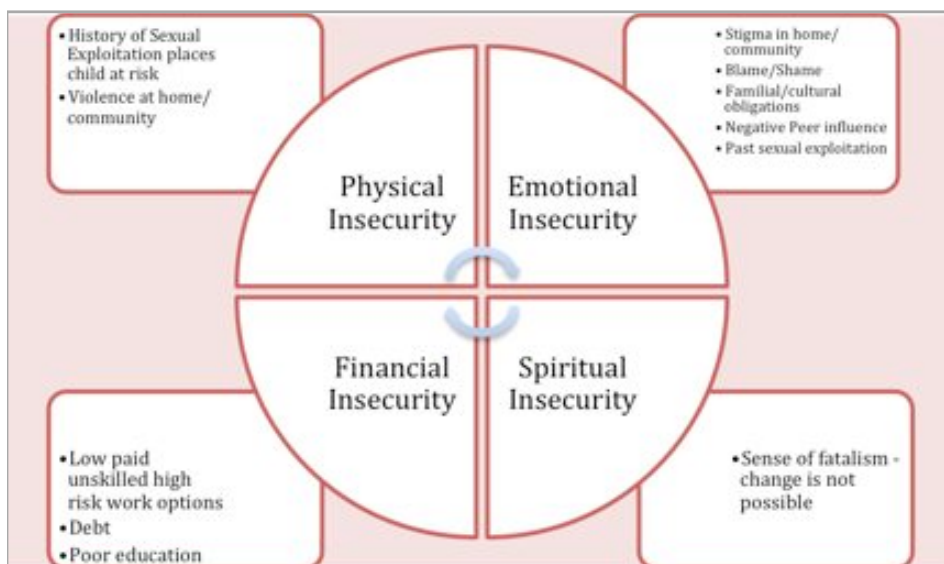 •History of Sexual
Exploitation places
child at risk
•Violence at home/
community
•Stigma in home/
community
•Blame/Shame
•Familial/cultural
obligations
•Negative Peer influence
•Past sexual exploitation
Physical
Insecurity
Emotional
Insecurity
Financial
Insecurity
Spiritual
Insecurity
•Low paid
unskilled high
risk work options
•Debt
•Poor education
•Sense of fatalism -
change is not
possible